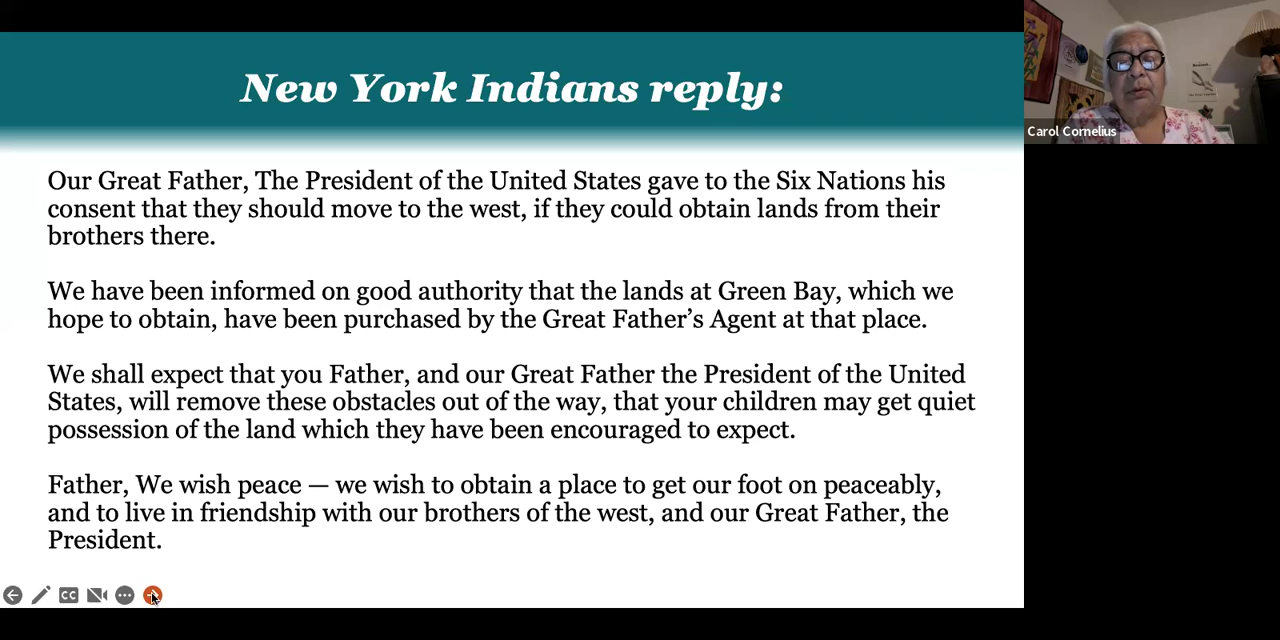 New York Indians reply:
Our Great Father, The President of the United States gave to the Six Nations his
consent that they should move to the west, if they could obtain lands from their
brothers there.
We have been informed on good authority that the lands at Green Bay, which we
hope to obtain, have been purchased by the Great Father’s Agent at that place.
We shall expect that you Father, and our Great Father the President of the United
States, will remove these obstacles out of the way, that your children may get quiet
possession of the land which they have been encouraged to expect.
Father, We wish peace — we wish to obtain a place to get our foot on peaceably,
and to live in friendship with our brothers of the west, and our Great Father, the
President.
CC
Carol Cornelius